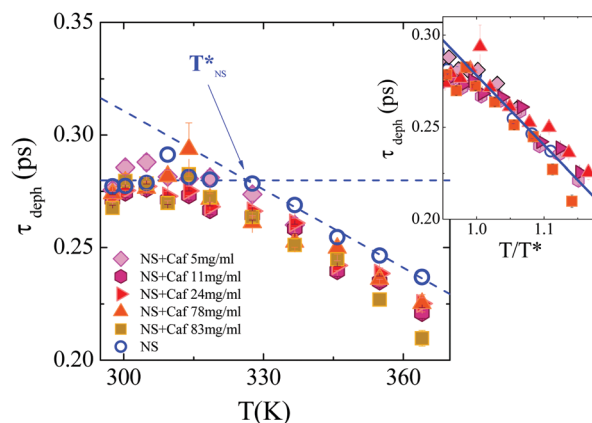 0.35
0.30
0.25
0.20
τ deph (ps)
T*NS
NS+Caf 5mg/ml
NS+Caf 11mg/ml
NS+Caf 24mg/ml
NS+Caf 78mg/ml
NS+Caf 83mg/ml
NS
300 330 360
T(K)
0.30
0.25
0.20
τ deph (ps)
1.0 1.1
T/T*